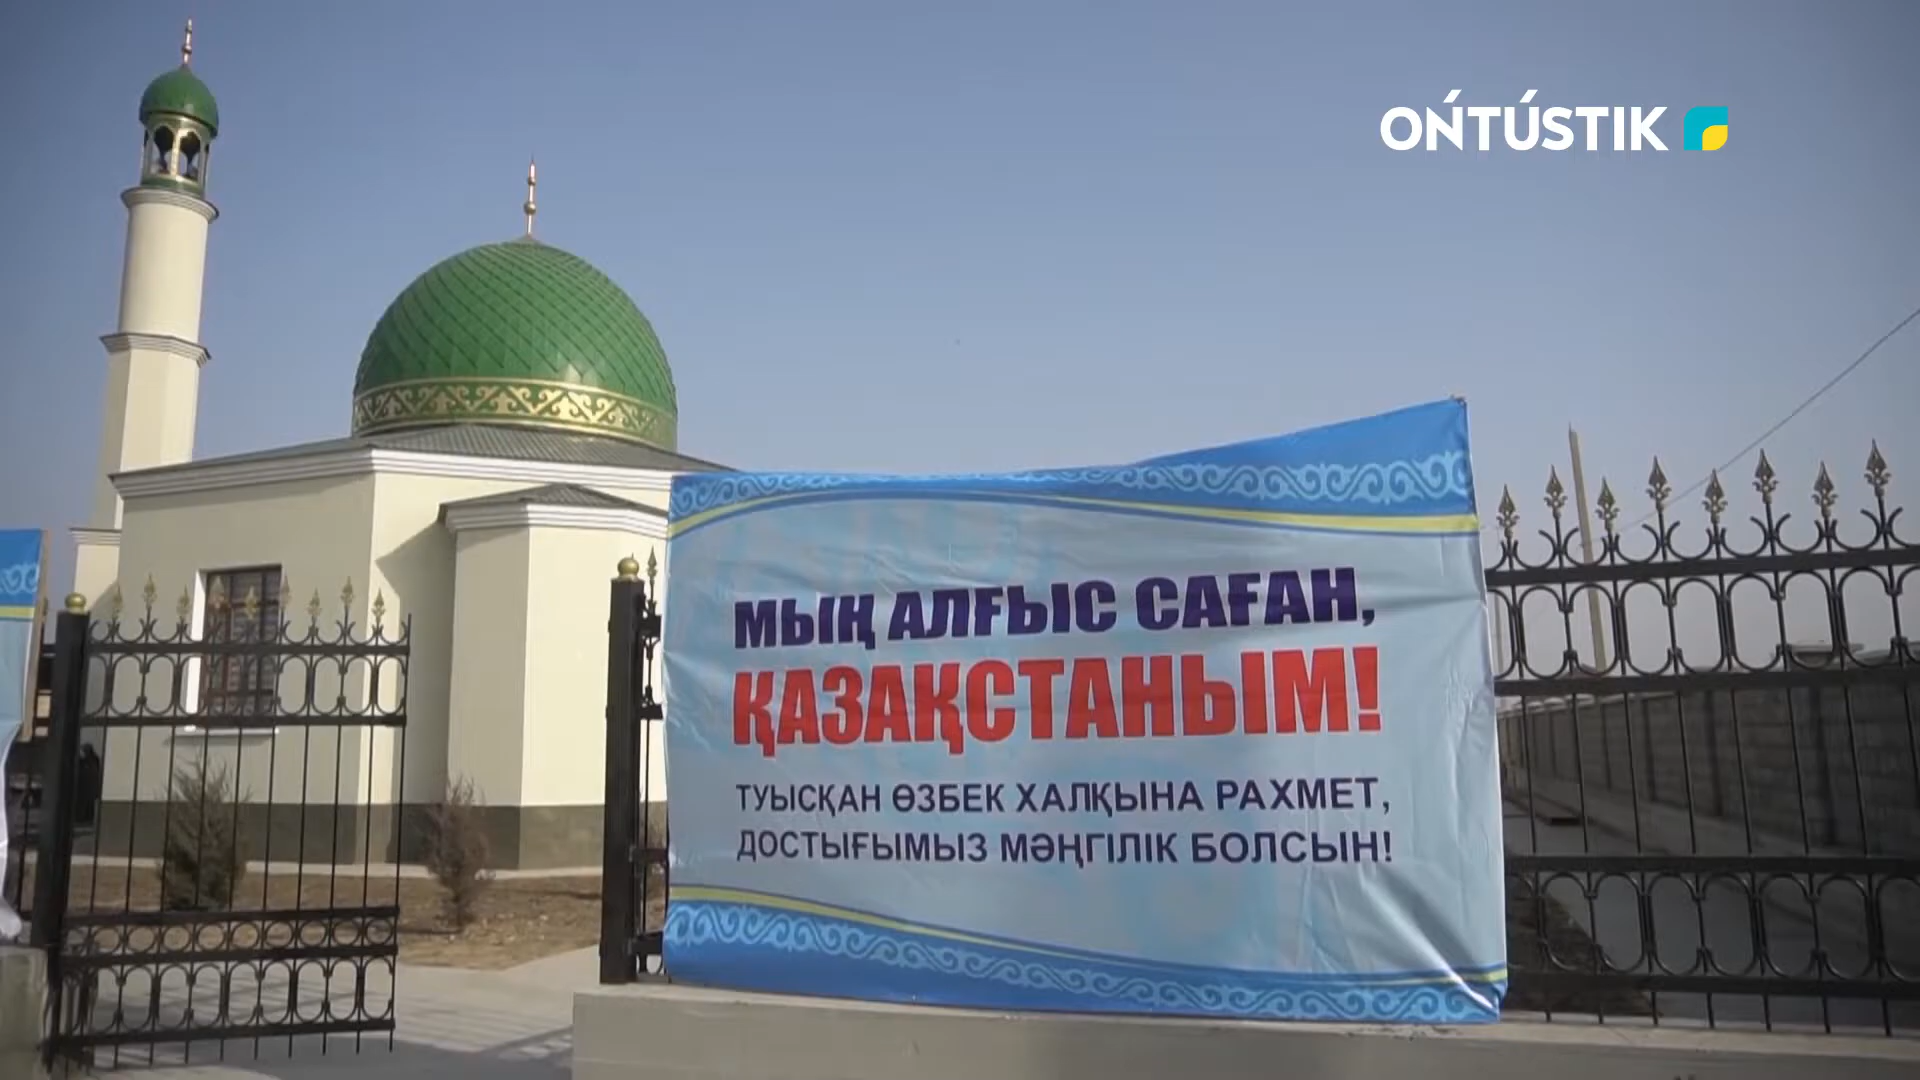 OŃTÚSTIK
МЫҢ АЛҒЫС САҒАН,
ҚАЗАҚСТАНЫМ!
ТУЫСҚАН ӨЗБЕК ХАЛҚЫНА РАХМЕТ,
ДОСТЫҒЫМЫЗ МӘҢГІЛІК БОЛСЫН!